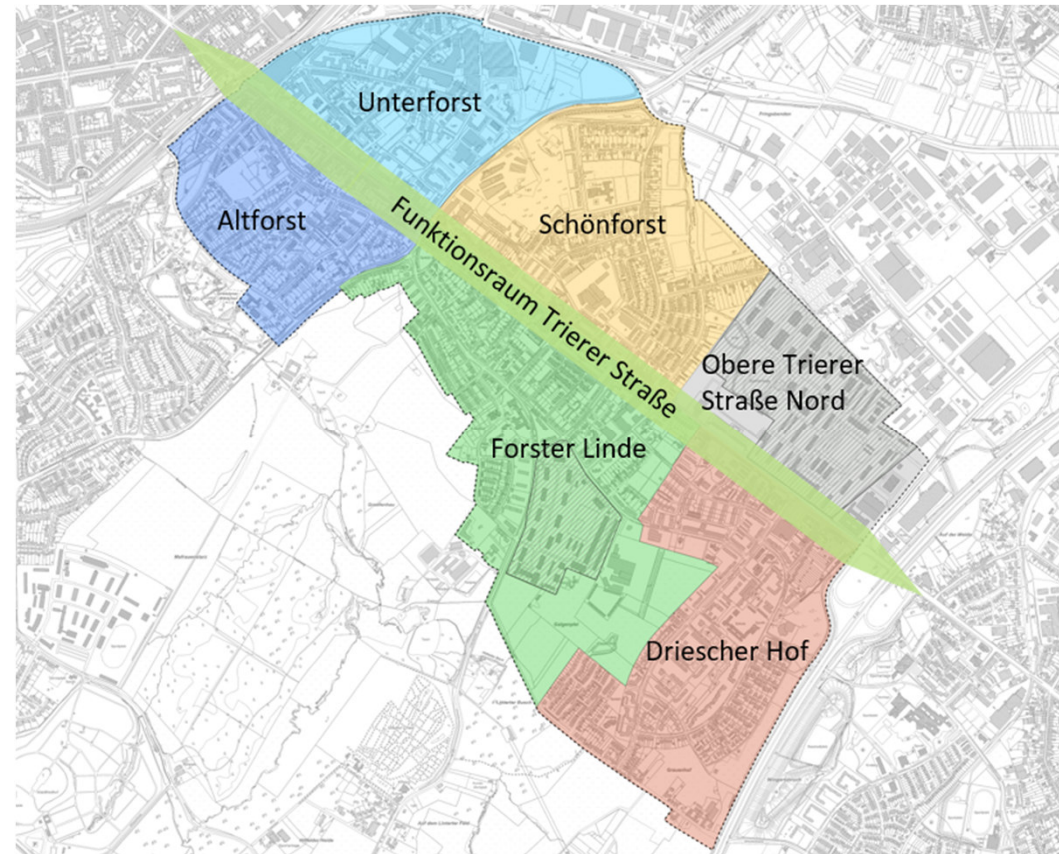 Unterforst
Altforst
Schönforst
Funktionsraum Trierer Straße
Obere Trierer
Straße Nord
Forster Linde
Driescher Hof